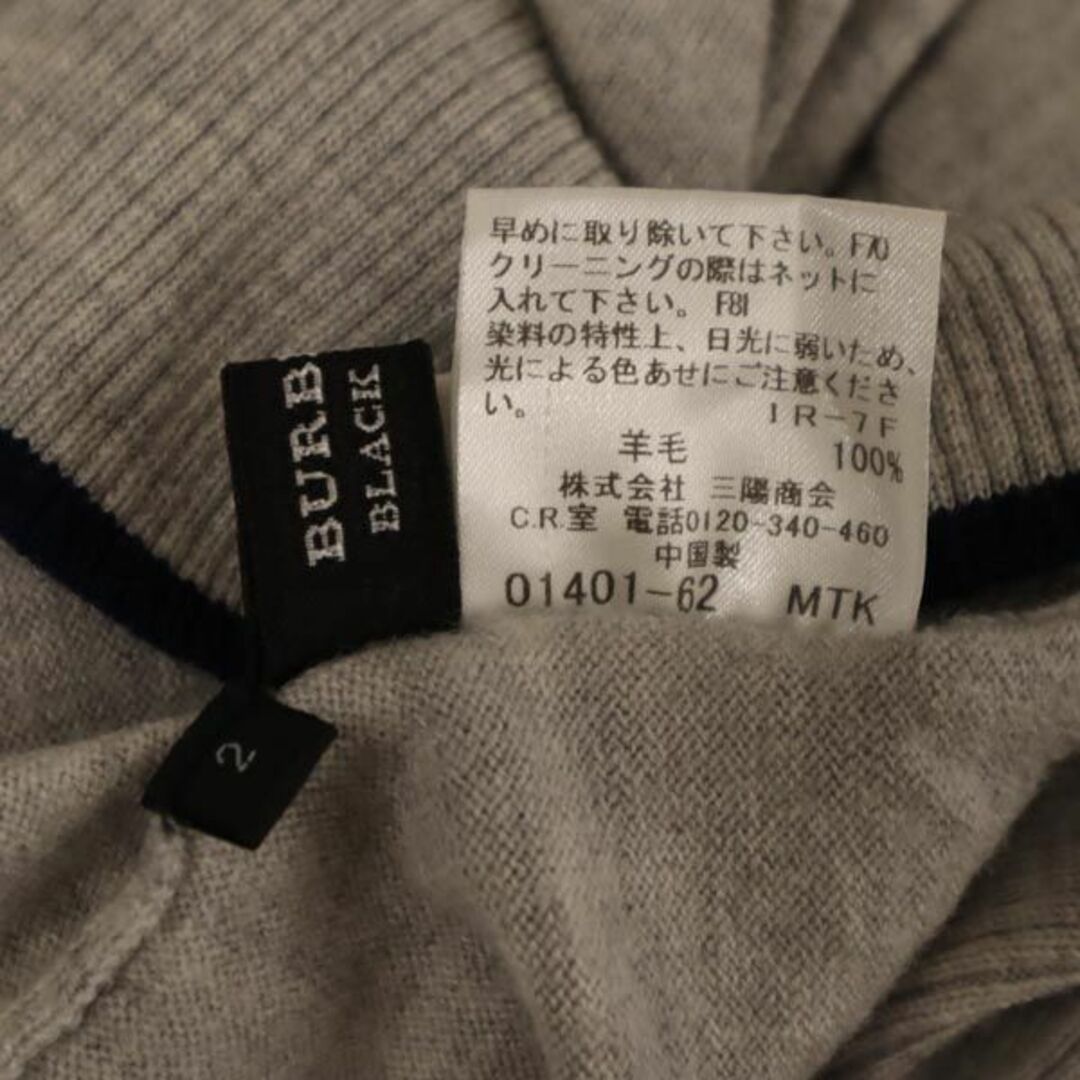 早めに取り除いて下さい。F70
クリーニングの際はネットに
入れて下さい。 F81
染料の特性上、日光に弱いため、
光による色あせにご注意くださ
い。 IR-7F
羊毛 100%
株式会社 三陽商会
C.R.室 電話0120-340-460
中国製
01401-62 MTK
BURB
BLACK
2